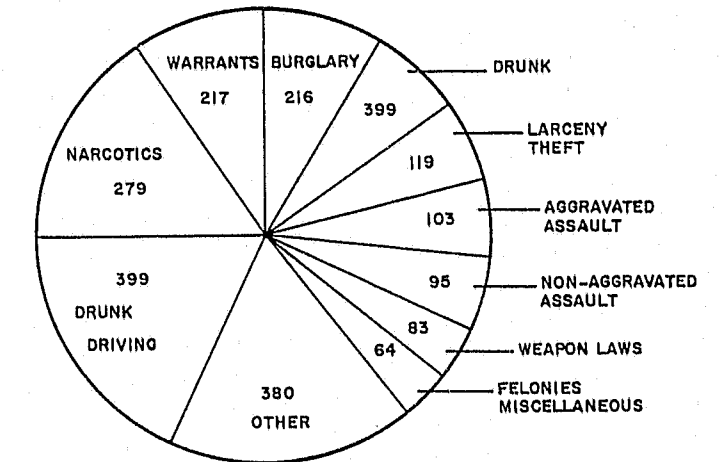 WARRANTS
217
BURGLARY
216
DRUNK
399
LARCENY
THEFT
119
AGGRAVATED
ASSAULT
103
NON-AGGRAVATED
ASSAULT
95
WEAPON LAWS
83
FELONIES
MISCELLANEOUS
64
380
OTHER
399
DRUNK
DRIVING
NARCOTICS
279